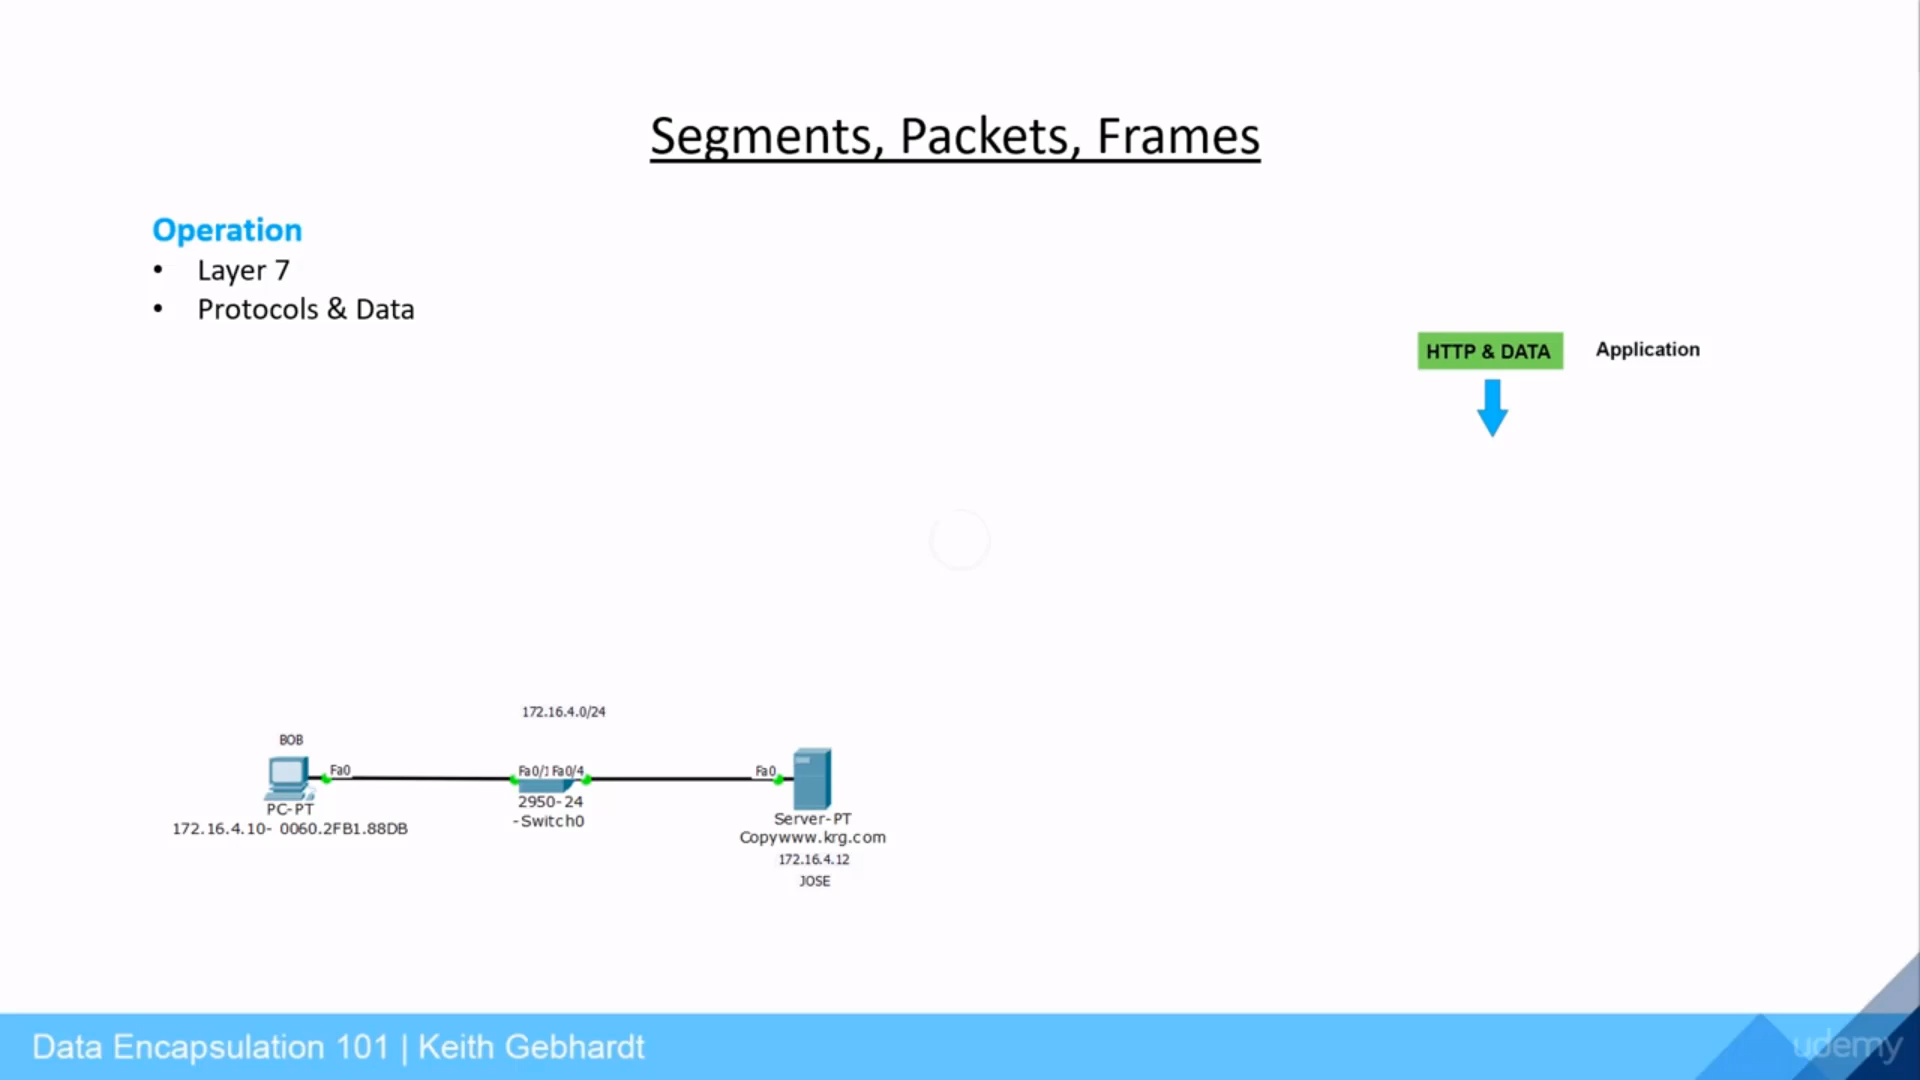 Segments, Packets, Frames
Operation
• Layer 7
• Protocols & Data
HTTP & DATA
Application
172.16.4.0/24
BOB
Fa0
Fa0/1 Fa0/4
Fa0
PC-PT
172.16.4.10- 0060.2FB1.88DB
2950-24
-Switch0
Server-PT
Copywww.krg.com
172.16.4.12
JOSE
Data Encapsulation 101 | Keith Gebhardt
udemy